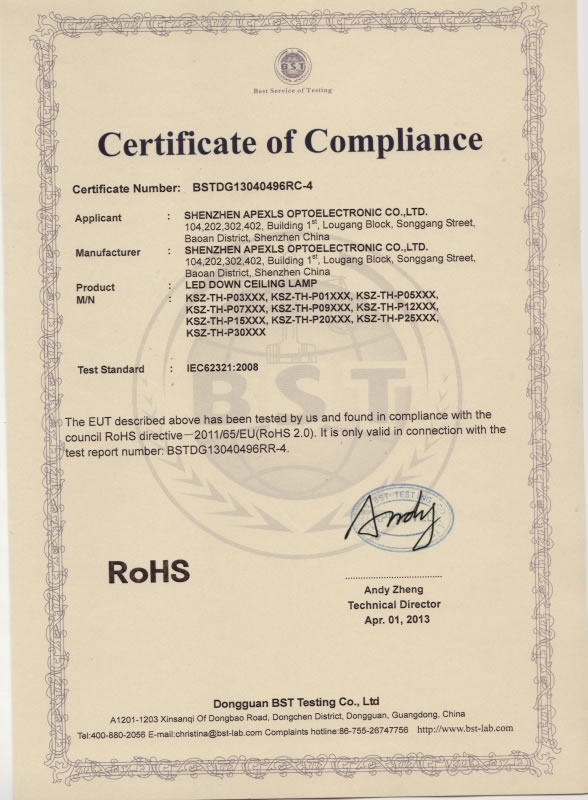 BST
Best Service of Testing
Certificate of Compliance
Certificate Number: BSTDG13040496RC-4
Applicant : SHENZHEN APEXLS OPTOELECTRONIC CO.,LTD.
104,202,302,402, Building 1st, Lougang Block, Songgang Street,
Baoan District, Shenzhen China
Manufacturer : SHENZHEN APEXLS OPTOELECTRONIC CO.,LTD.
104,202,302,402, Building 1st, Lougang Block, Songgang Street,
Baoan District, Shenzhen China
Product : LED DOWN CEILING LAMP
M/N : KSZ-TH-P03XXX, KSZ-TH-P01XXX, KSZ-TH-P05XXX,
KSZ-TH-P07XXX, KSZ-TH-P09XXX, KSZ-TH-P12XXX,
KSZ-TH-P15XXX, KSZ-TH-P20XXX, KSZ-TH-P25XXX,
KSZ-TH-P30XXX
Test Standard : IEC62321:2008
BST
The EUT described above has been tested by us and found in compliance with the
council RoHS directive—2011/65/EU(RoHS 2.0). It is only valid in connection with the
test report number: BSTDG13040496RR-4.
BST TESTING
Andy
RoHS
Andy Zheng
Technical Director
Apr. 01, 2013
Dongguan BST Testing Co., Ltd
A1201-1203 Xinsanqi Of Dongbao Road, Dongchen District, Dongguan, Guangdong, China
Tel:400-880-2056 E-mail:christina@bst-lab.com Complaints hotline:86-755-26747756 http://www.bst-lab.com